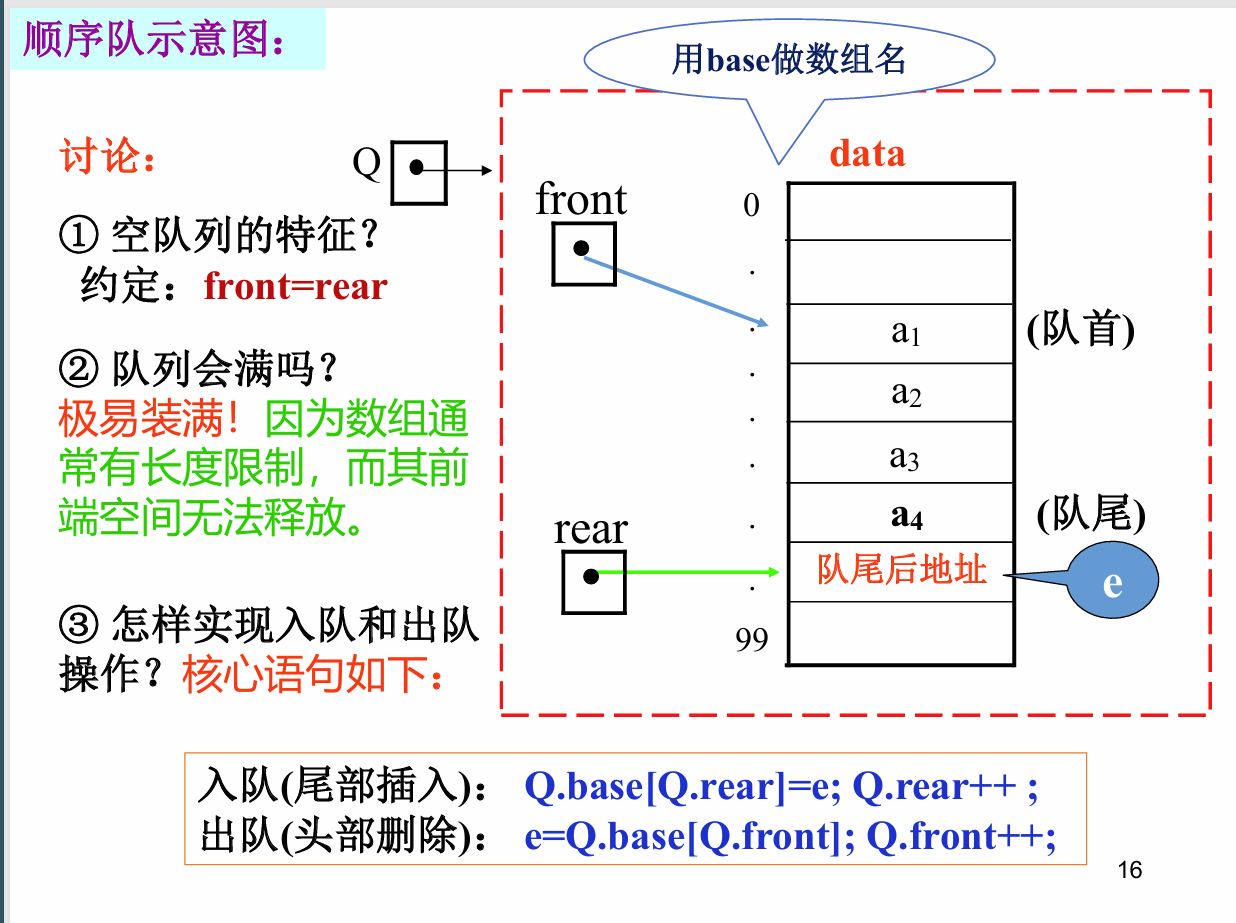 顺序队示意图：
用base做数组名
讨论：
Q
data
front
0
① 空队列的特征？
约定：front=rear
a1
(队首)
② 队列会满吗？
极易装满！因为数组通
常有长度限制，而其前
端空间无法释放。
a2
a3
a4
(队尾)
rear
队尾后地址
e
③ 怎样实现入队和出队
操作？核心语句如下：
99
入队(尾部插入)： Q.base[Q.rear]=e; Q.rear++ ;
出队(头部删除)： e=Q.base[Q.front]; Q.front++;
16